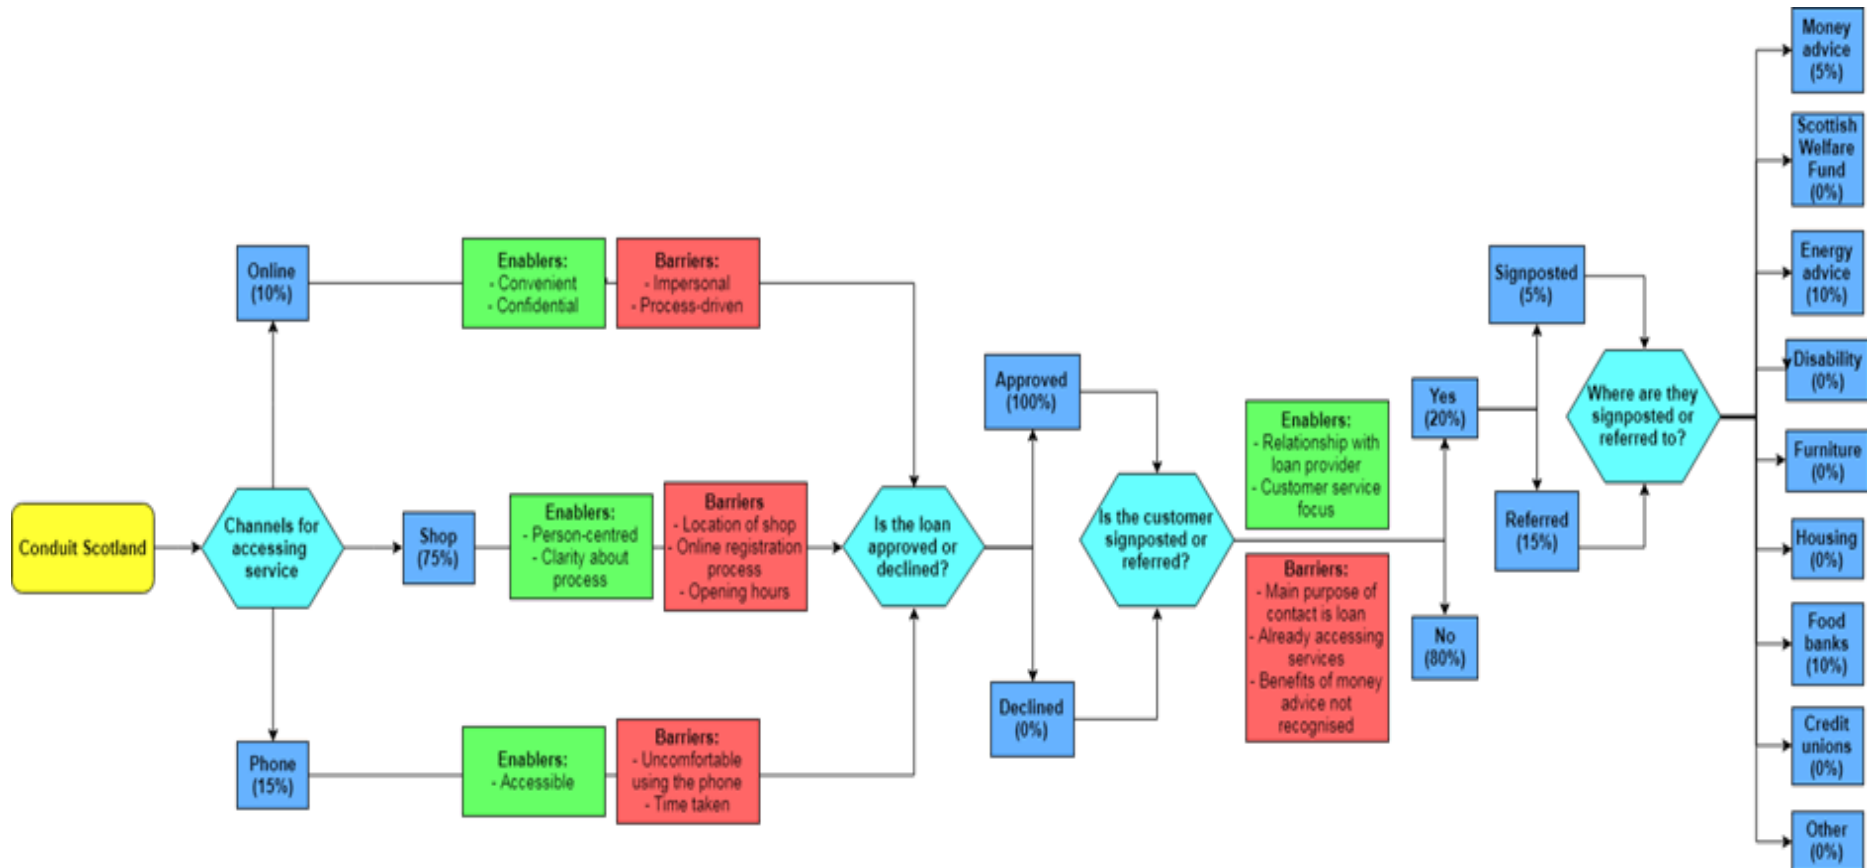 Conduit Scotland
Channels for
accessing
service
Online
(10%)
Enablers:
- Convenient
- Confidential
Barriers:
- Impersonal
- Process-driven
Shop
(75%)
Enablers:
- Person-centred
- Clarity about
process
Barriers
- Location of shop
- Online registration
process
- Opening hours
Phone
(15%)
Enablers:
- Accessible
Barriers:
- Uncomfortable
using the phone
- Time taken
Is the loan
approved or
declined?
Approved
(100%)
Declined
(0%)
Is the customer
signposted or
referred?
Enablers:
- Relationship with
loan provider
- Customer service
focus
Barriers:
- Main purpose of
contact is loan
- Already accessing
services
- Benefits of money
advice not
recognised
Yes
(20%)
No
(80%)
Signposted
(5%)
Referred
(15%)
Where are they
signposted or
referred to?
Money
advice
(5%)
Scottish
Welfare
Fund
(0%)
Energy
advice
(10%)
Disability
(0%)
Furniture
(0%)
Housing
(0%)
Food
banks
(10%)
Credit
unions
(0%)
Other
(0%)